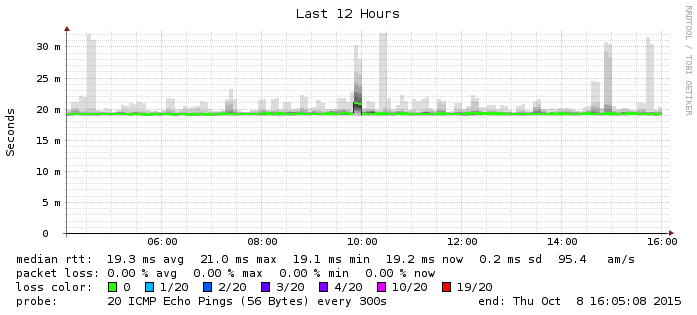 Last 12 Hours
RRDTOOL / TOBI OETIKER
Seconds
30 m
25 m
20 m
15 m
10 m
5 m
0
06:00 08:00 10:00 12:00 14:00 16:00
median rtt: 19.3 ms avg 21.0 ms max 19.1 ms min 19.2 ms now 0.2 ms sd 95.4 am/s
packet loss: 0.00 % avg 0.00 % max 0.00 % min 0.00 % now
loss color: 0 1/20 2/20 3/20 4/20 10/20 19/20
probe: 20 ICMP Echo Pings (56 Bytes) every 300s end: Thu Oct 8 16:05:08 2015